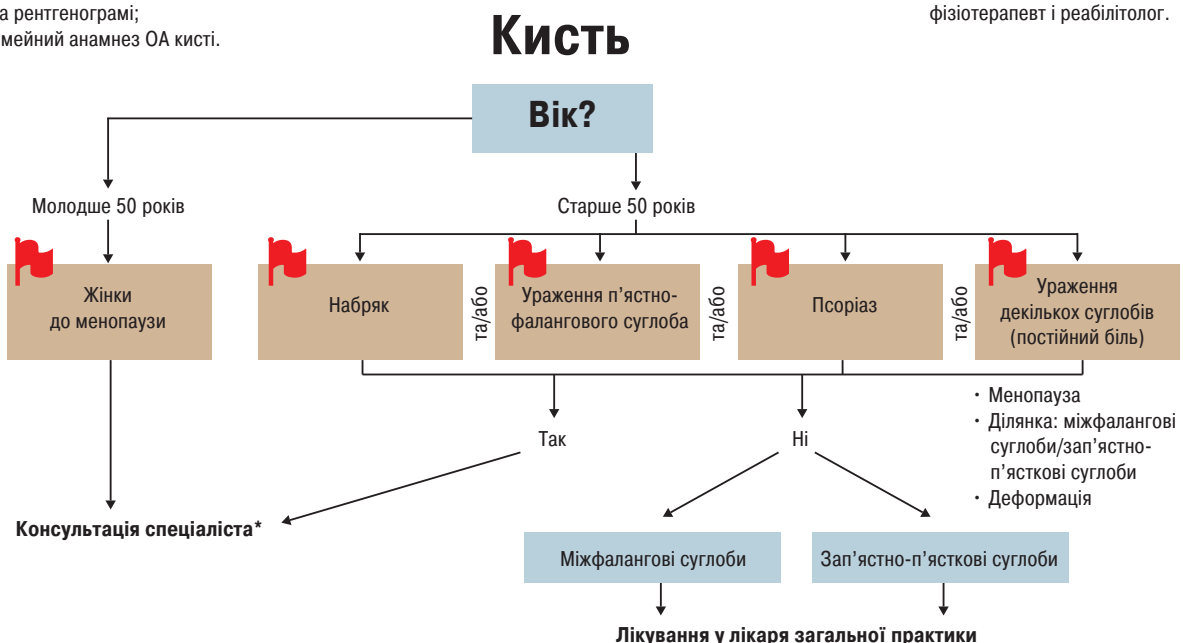 а рентгенограмі;
мейний анамнез ОА кисті.
фізіотерапевт і реабілітолог.
Кисть
Вік?
Молодше 50 років
Старше 50 років
Жінки
до менопаузи
Набряк
та/або
Ураження п’ястно-
фалангового суглоба
та/або
Псоріаз
та/або
Ураження
декількох суглобів
(постійний біль)
• Менопауза
• Ділянка: міжфалангові
суглоби/зап’ястно-
п’ясткові суглоби
• Деформація
Так
Ні
Консультація спеціаліста*
Міжфалангові суглоби
Зап’ястно-п’ясткові суглоби
Лікування у лікаря загальної практики